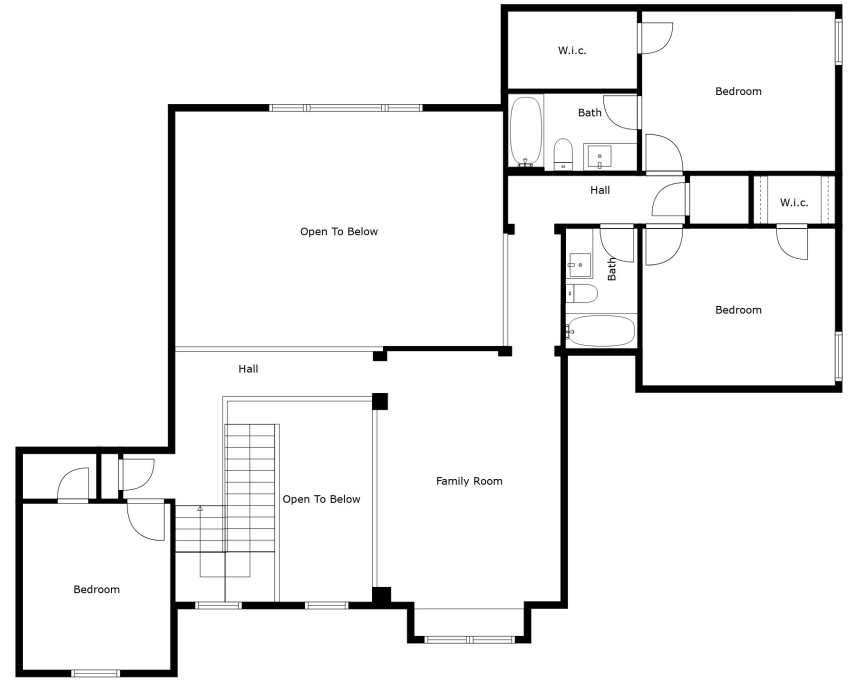 W.i.c.
Bedroom
Bath
Hall
W.i.c.
Open To Below
Bath
Bedroom
Hall
Family Room
Open To Below
Bedroom